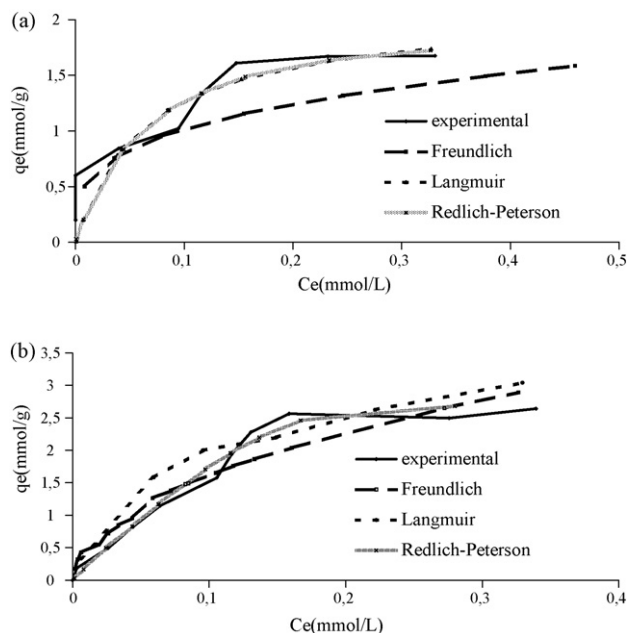 (a)
2
1,5
1
0,5
0
qe(mmol/g)
experimental
Freundlich
Langmuir
Redlich-Peterson
0 0,1 0,2 0,3 0,4 0,5
Ce(mmol/L)
(b)
3,5
3
2,5
2
1,5
1
0,5
0
qe(mmol/g)
experimental
Freundlich
Langmuir
Redlich-Peterson
0 0,1 0,2 0,3 0,4
Ce(mmol/L)